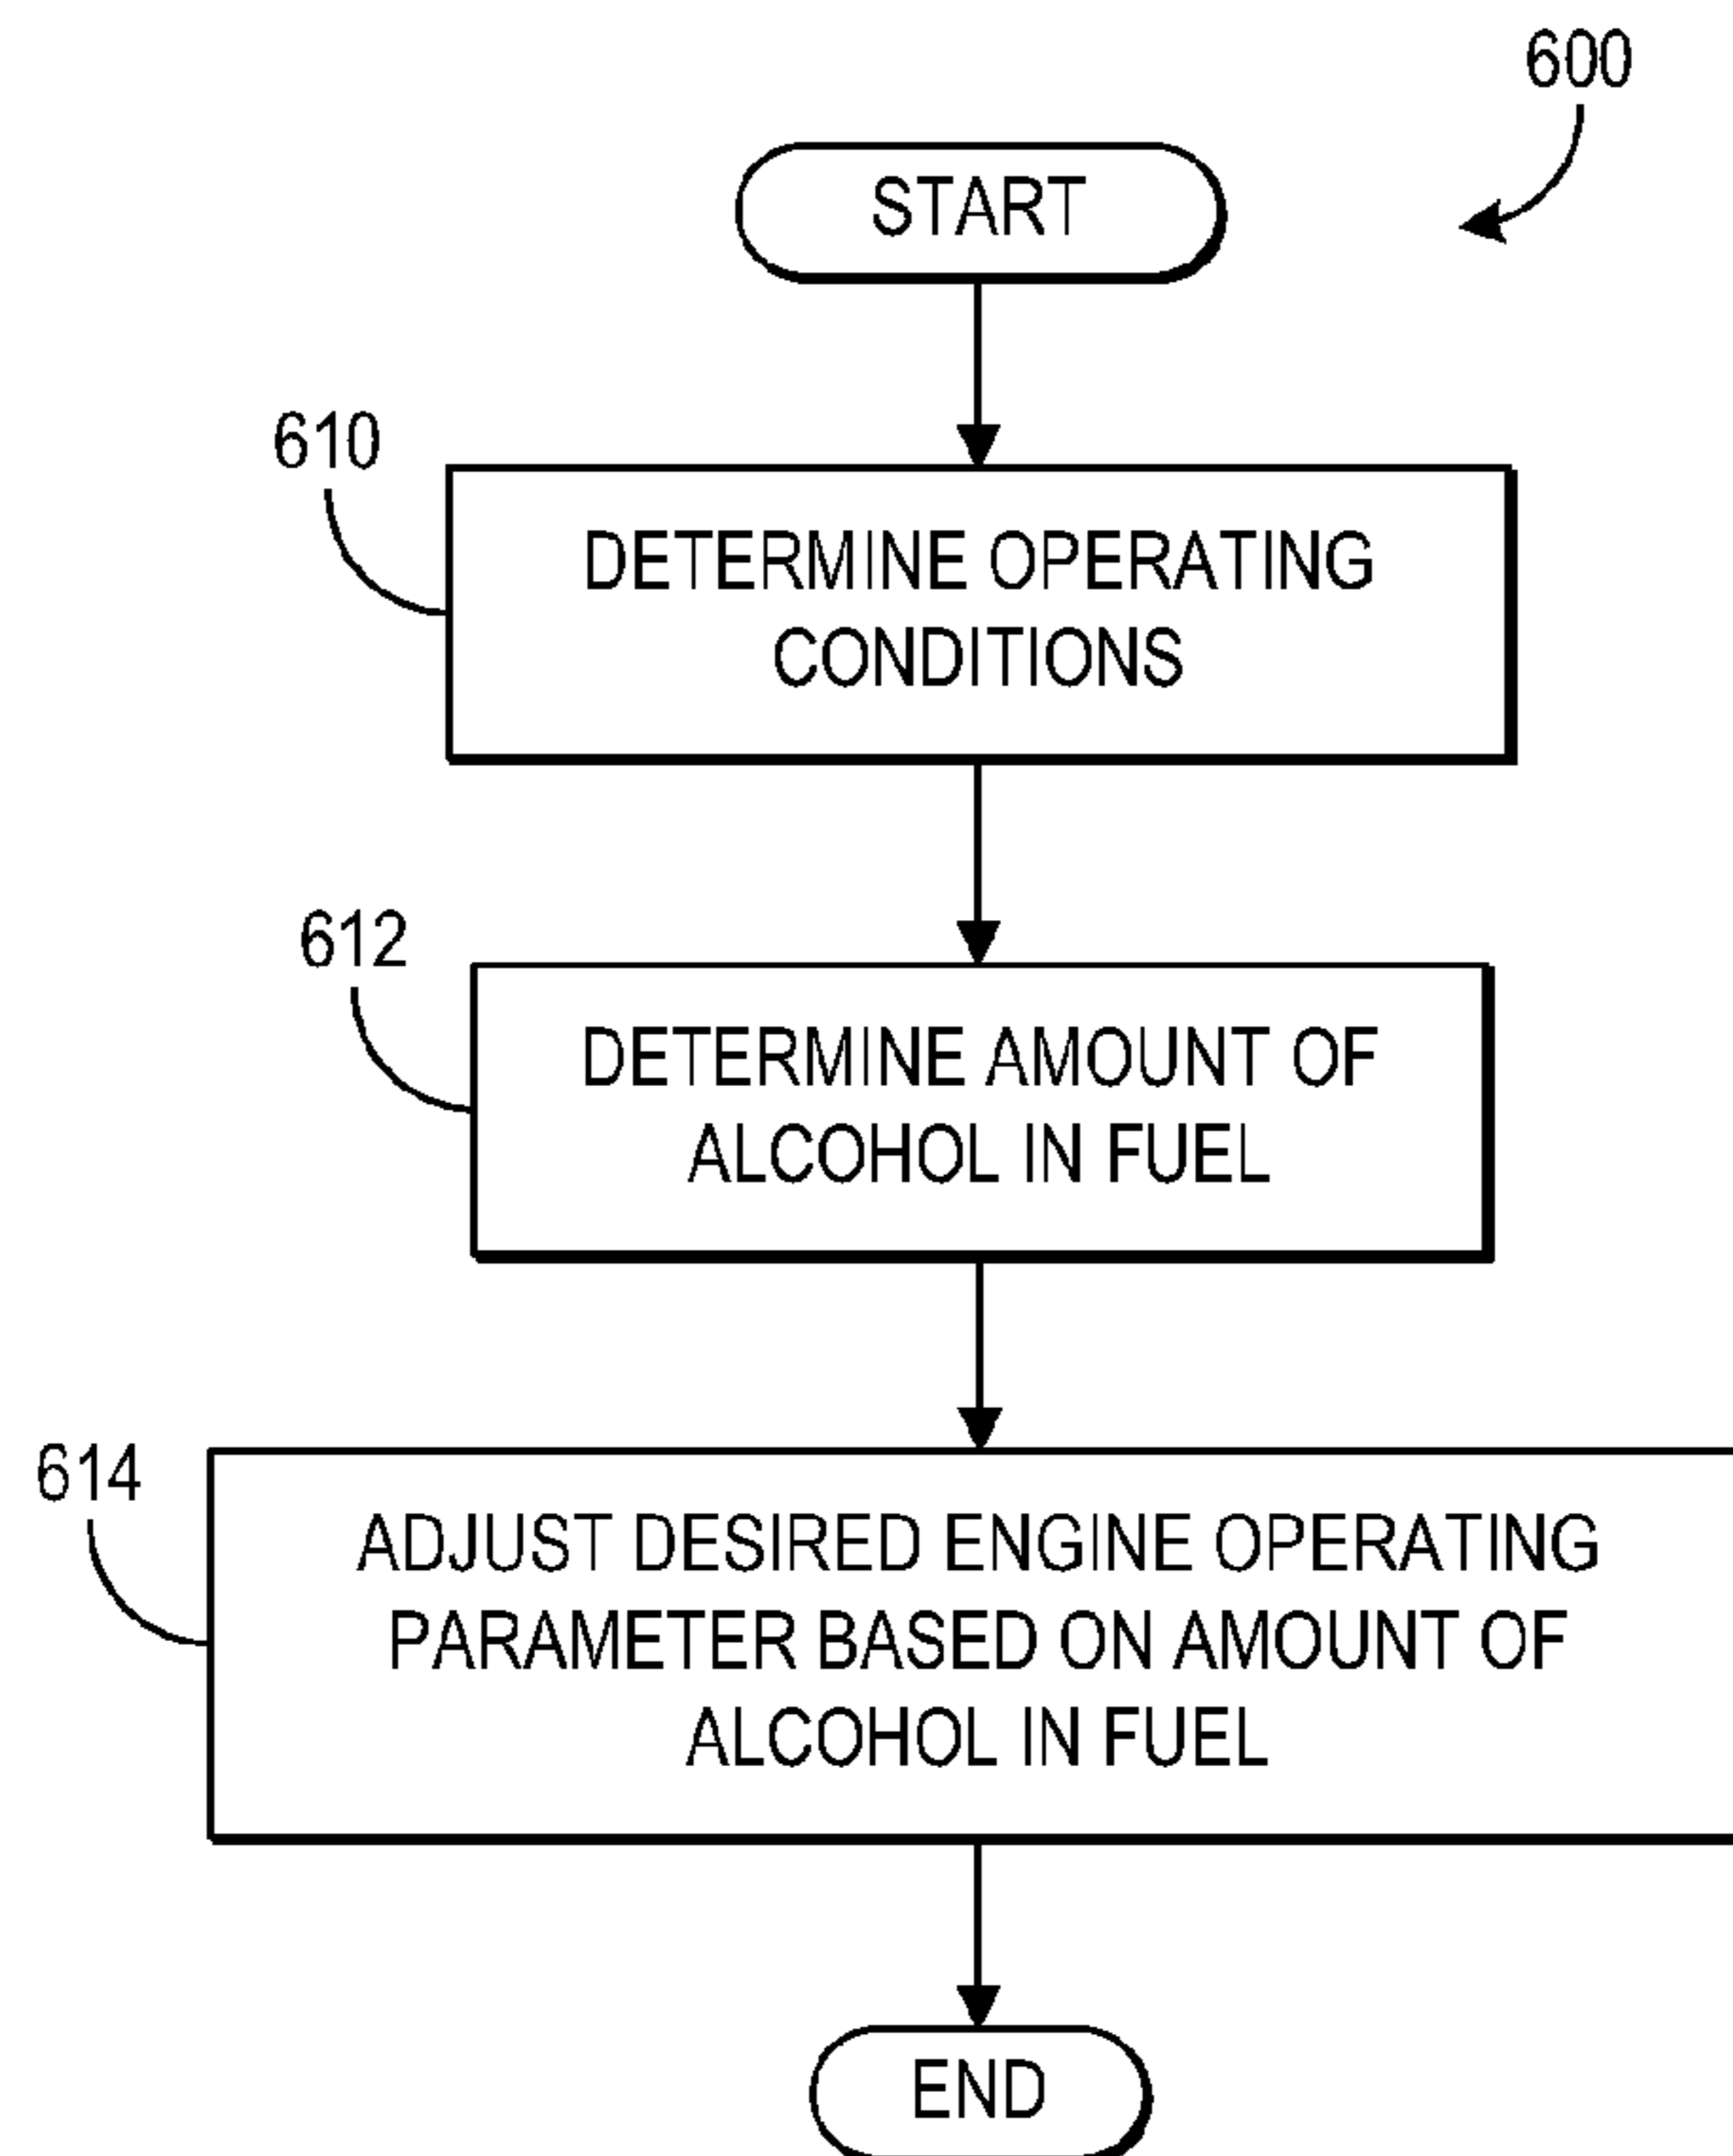 600
START
610
DETERMINE OPERATING
CONDITIONS
612
DETERMINE AMOUNT OF
ALCOHOL IN FUEL
614
ADJUST DESIRED ENGINE OPERATING
PARAMETER BASED ON AMOUNT OF
ALCOHOL IN FUEL
END